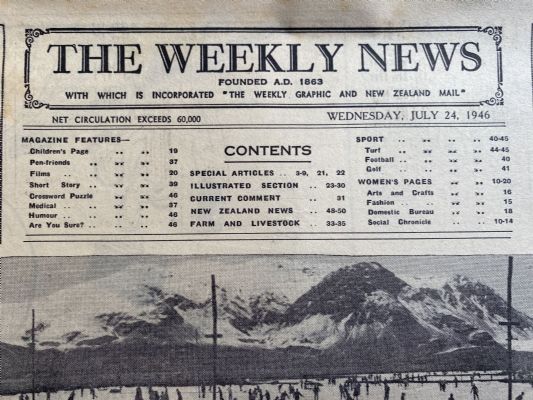 THE WEEKLY NEWS
FOUNDED A.D. 1863
WITH WHICH IS INCORPORATED "THE WEEKLY GRAPHIC AND NEW ZEALAND MAIL"
NET CIRCULATION EXCEEDS 60,000
WEDNESDAY, JULY 24, 1946
MAGAZINE FEATURES—
Children's Page .. .. 19
Pen-friends .. .. .. 37
Films .. .. .. 20
Short Story .. .. .. 39
Crossword Puzzle .. .. 46
Medical .. .. .. .. 37
Humour .. .. .. .. 46
Are You Sure? .. .. .. 46
CONTENTS
SPECIAL ARTICLES .. 3-9, 21, 22
ILLUSTRATED SECTION .. 23-30
CURRENT COMMENT .. 31
NEW ZEALAND NEWS .. 48-50
FARM AND LIVESTOCK .. 33-35
SPORT .. .. .. .. 40-45
Turf .. .. .. 44-45
Football .. .. .. 40
Golf .. .. .. 41
WOMEN'S PAGES .. .. 10-20
Arts and Crafts .. .. 16
Fashion .. .. .. 15
Domestic Bureau .. .. 18
Social Chronicle .. .. 10-14